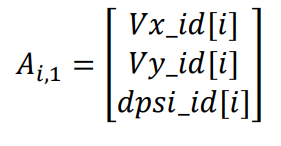 Vx_id[i]
A_{i,1} = Vy_id[i]
dpsi_id[i]